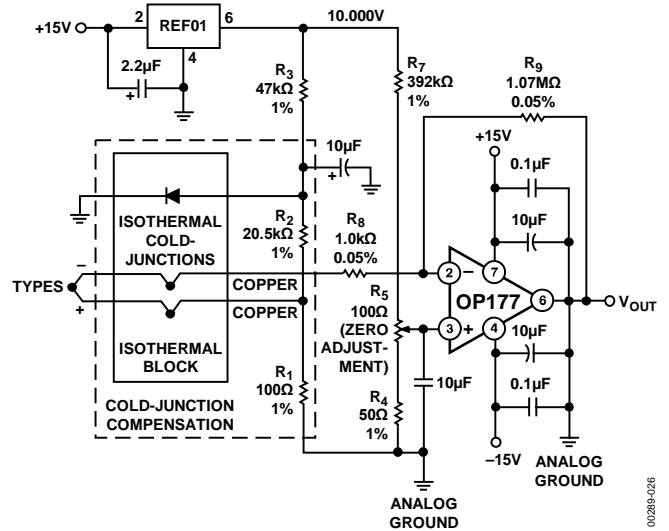 +15V
2
REF01
6
10.000V
4
2.2µF
+
R3
47kΩ
1%
R7
392kΩ
1%
R9
1.07MΩ
0.05%
+15V
10µF
+
0.1µF
10µF
+
ISOTHERMAL
COLD-
JUNCTIONS
R2
20.5kΩ
1%
R8
1.0kΩ
0.05%
TYPES
–
+
COPPER
COPPER
ISOTHERMAL
BLOCK
R5
100Ω
(ZERO
ADJUST-
MENT)
2
–
7
OP177
6
3
+
4
VOUT
R1
100Ω
1%
COLD-JUNCTION
COMPENSATION
R4
50Ω
1%
10µF
10µF
+
0.1µF
–15V
ANALOG
GROUND
ANALOG
GROUND
00289-026